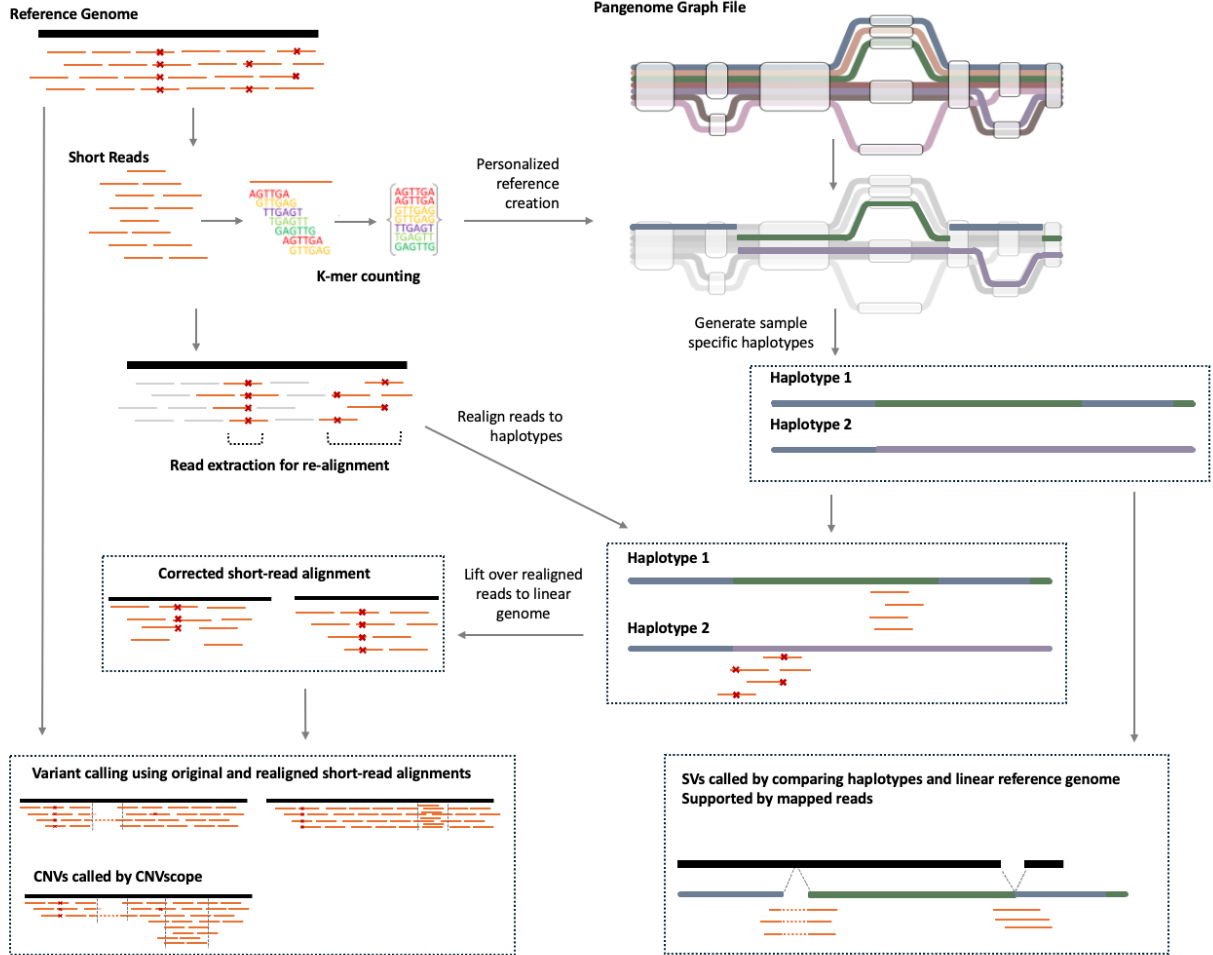 Reference Genome
Pangenome Graph File
Short Reads
AGTTGA
GTTGAG
TTGAGT
TGAGTT
GAGTTG
AGTTGA
GTTGAG
AGTTGA
AGTTGA
GTTGAG
GTTGAG
TTGAGT
TGAGTT
GAGTTG
K-mer counting
Personalized
reference
creation
Generate sample
specific haplotypes
Haplotype 1
Haplotype 2
Read extraction for re-alignment
Realign reads to
haplotypes
Haplotype 1
Haplotype 2
Lift over realigned
reads to linear
genome
Corrected short-read alignment
Variant calling using original and realigned short-read alignments
CNVs called by CNVscope
SVs called by comparing haplotypes and linear reference genome
Supported by mapped reads